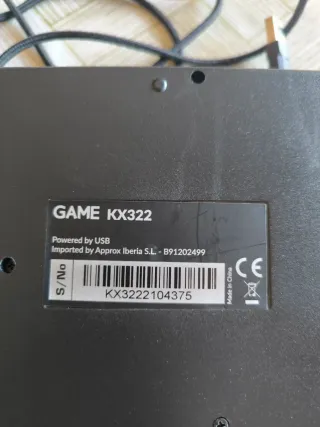 GAME KX322
Powered by USB
Imported by Approx Iberia S.L. - B91202499
S/No
KX3222104375
Made in China
CE